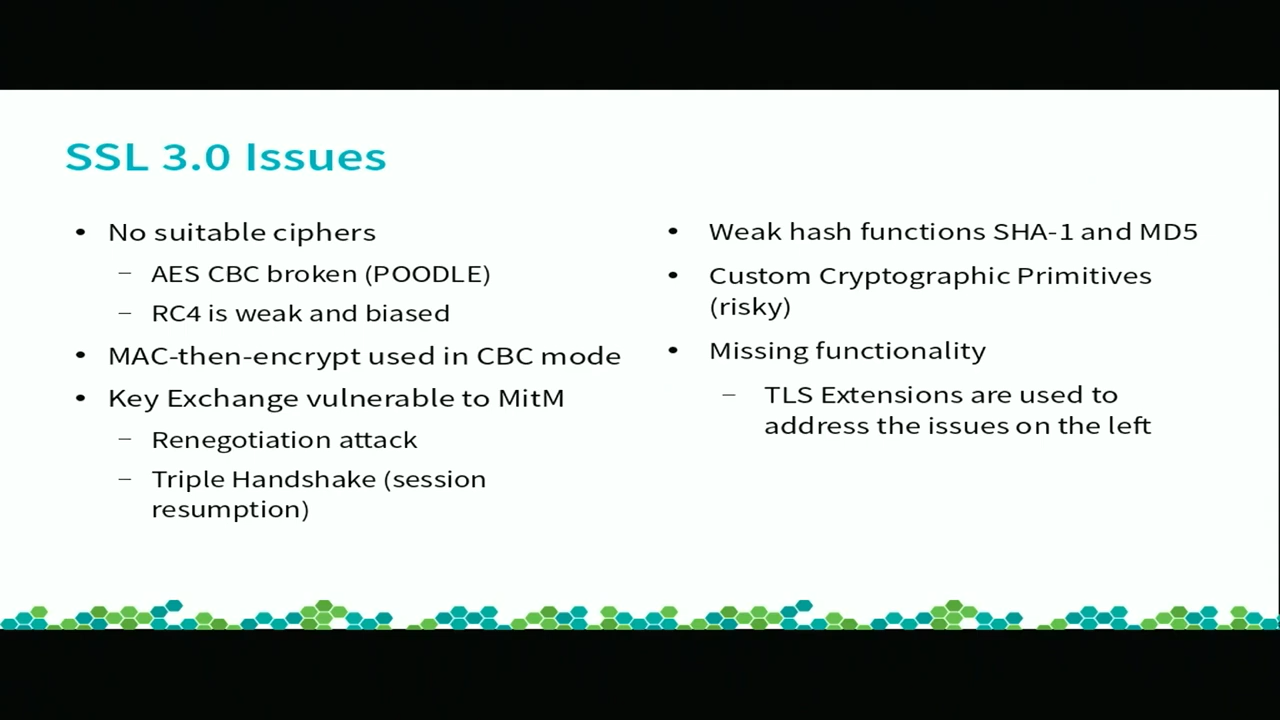 SSL 3.0 Issues
• No suitable ciphers
– AES CBC broken (POODLE)
– RC4 is weak and biased
• MAC-then-encrypt used in CBC mode
• Key Exchange vulnerable to MitM
– Renegotiation attack
– Triple Handshake (session
resumption)
• Weak hash functions SHA-1 and MD5
• Custom Cryptographic Primitives
(risky)
• Missing functionality
– TLS Extensions are used to
address the issues on the left